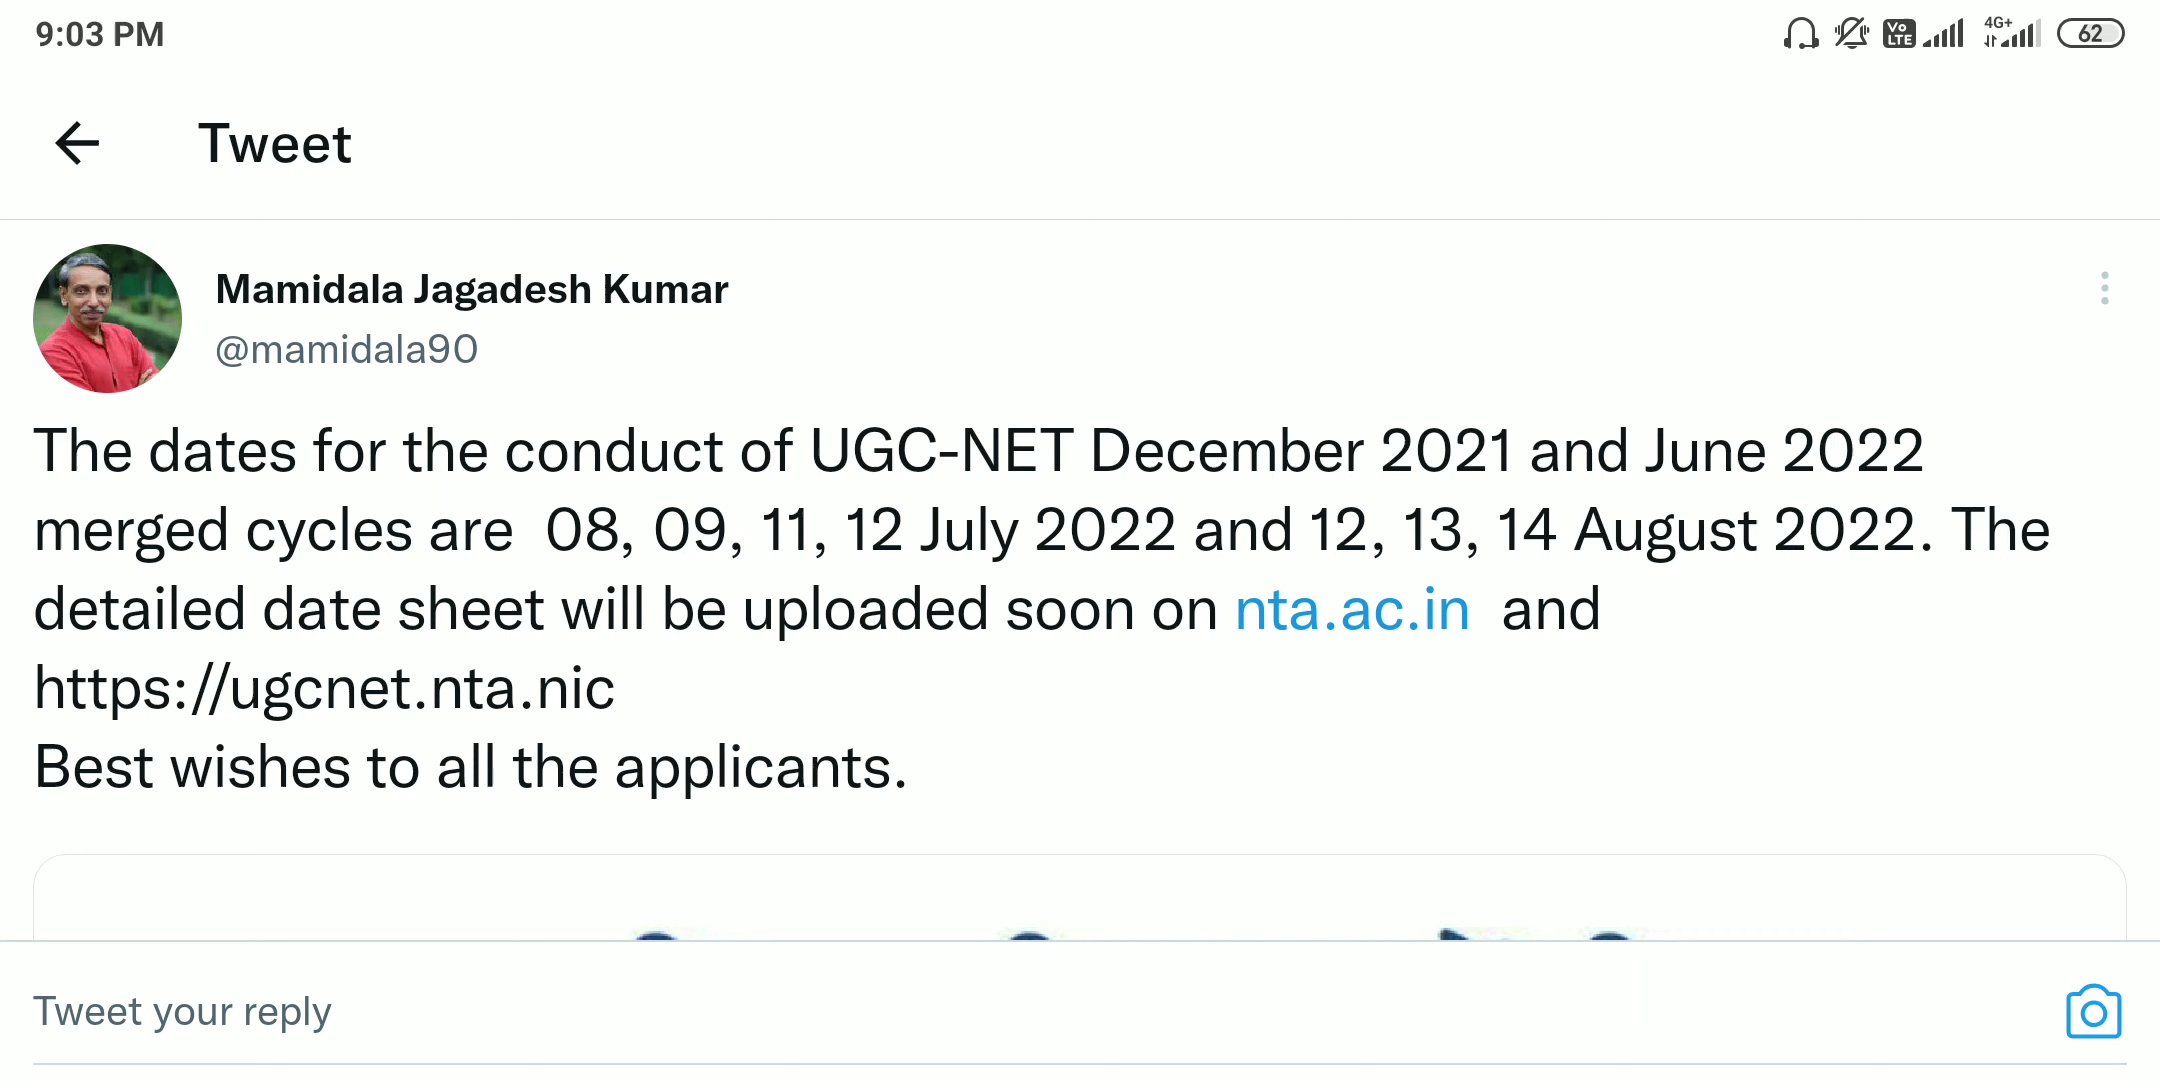 9:03 PM
Vo LTE 4G+ 62
Tweet
Mamidala Jagadesh Kumar
@mamidala90
The dates for the conduct of UGC-NET December 2021 and June 2022
merged cycles are  08, 09, 11, 12 July 2022 and 12, 13, 14 August 2022. The
detailed date sheet will be uploaded soon on nta.ac.in  and
https://ugcnet.nta.nic
Best wishes to all the applicants.
Tweet your reply